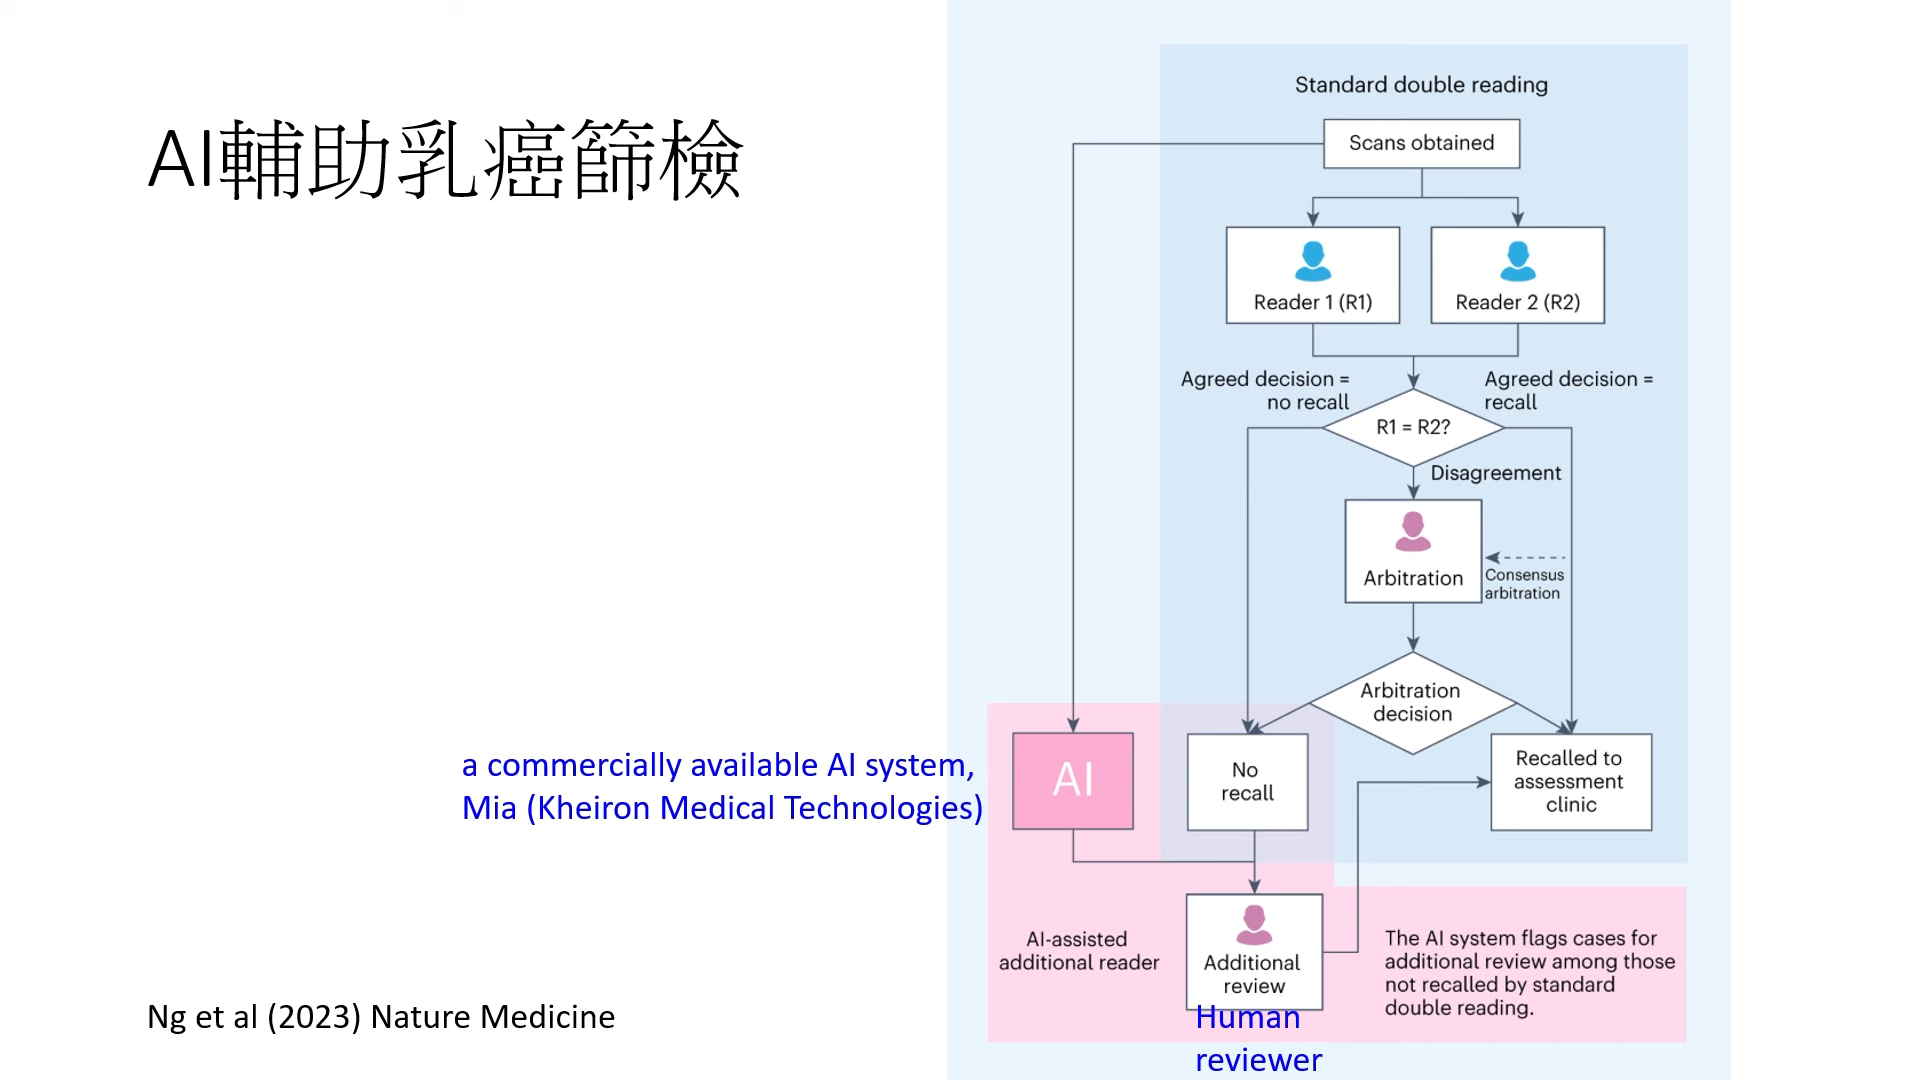 AI輔助乳癌篩檢
Standard double reading
Scans obtained
Reader 1 (R1)
Reader 2 (R2)
Agreed decision =
no recall
Agreed decision =
recall
R1 = R2?
Disagreement
Arbitration
Consensus
arbitration
Arbitration
decision
a commercially available AI system,
Mia (Kheiron Medical Technologies)
AI
No
recall
Recalled to
assessment
clinic
AI-assisted
additional reader
Additional
review
The AI system flags cases for
additional review among those
not recalled by standard
double reading.
Human
reviewer
Ng et al (2023) Nature Medicine